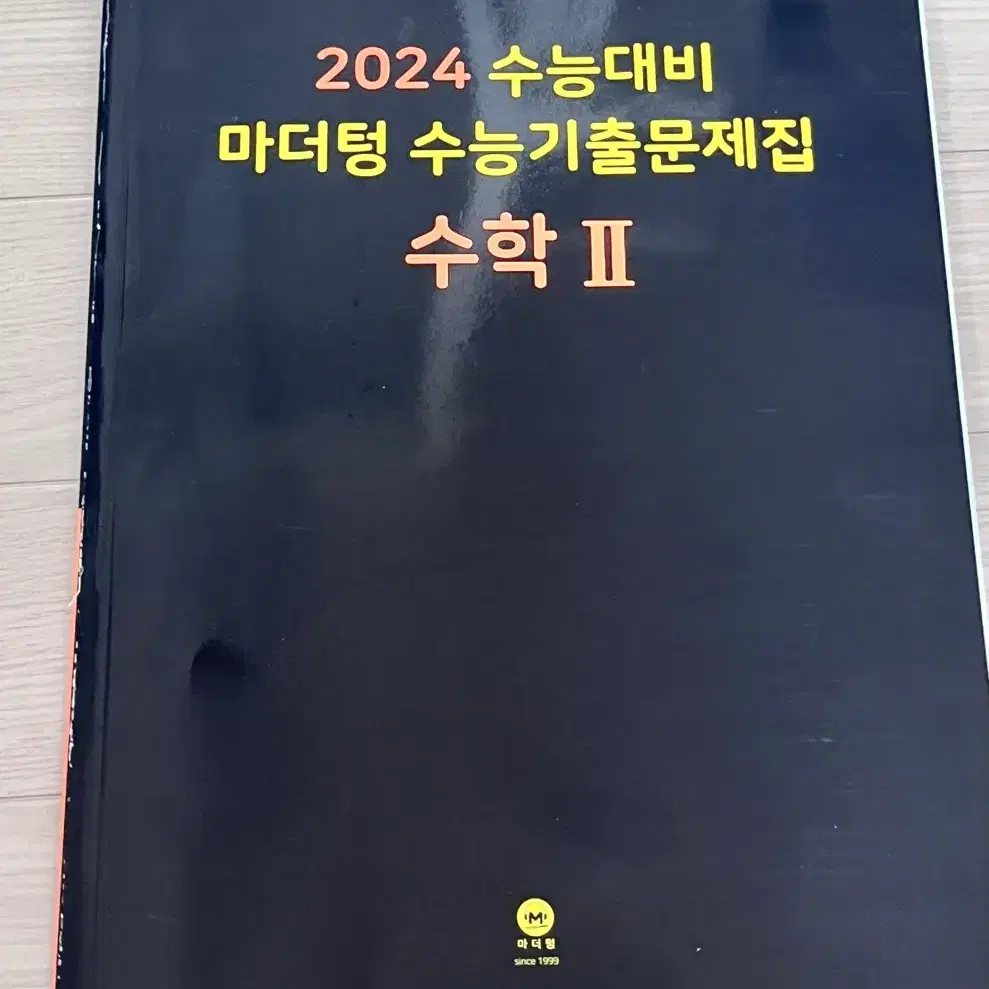 2024 수능대비
마더텅 수능기출문제집
수학 Ⅱ
M
마더텅
since 1999